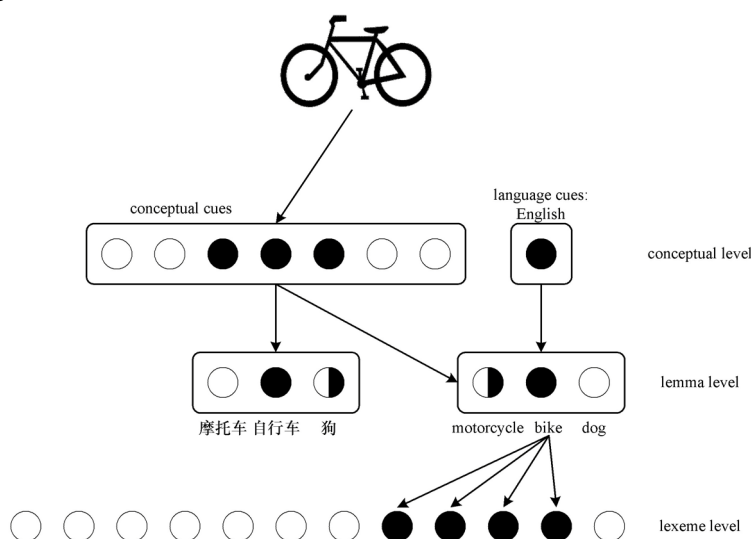 conceptual cues
language cues:
English
conceptual level
lemma level
摩托车 自行车 狗
motorcycle bike dog
lexeme level